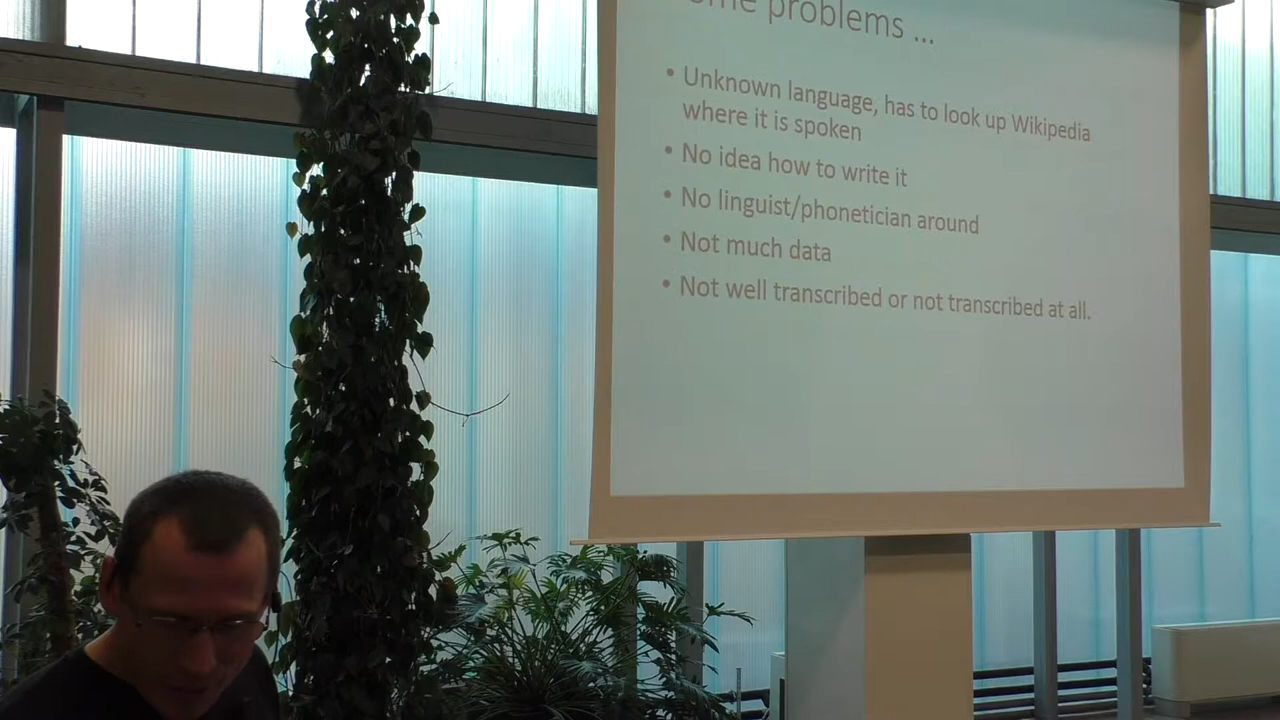 problems ...
• Unknown language, has to look up Wikipedia
where it is spoken
• No idea how to write it
• No linguist/phonetician around
• Not much data
• Not well transcribed or not transcribed at all.